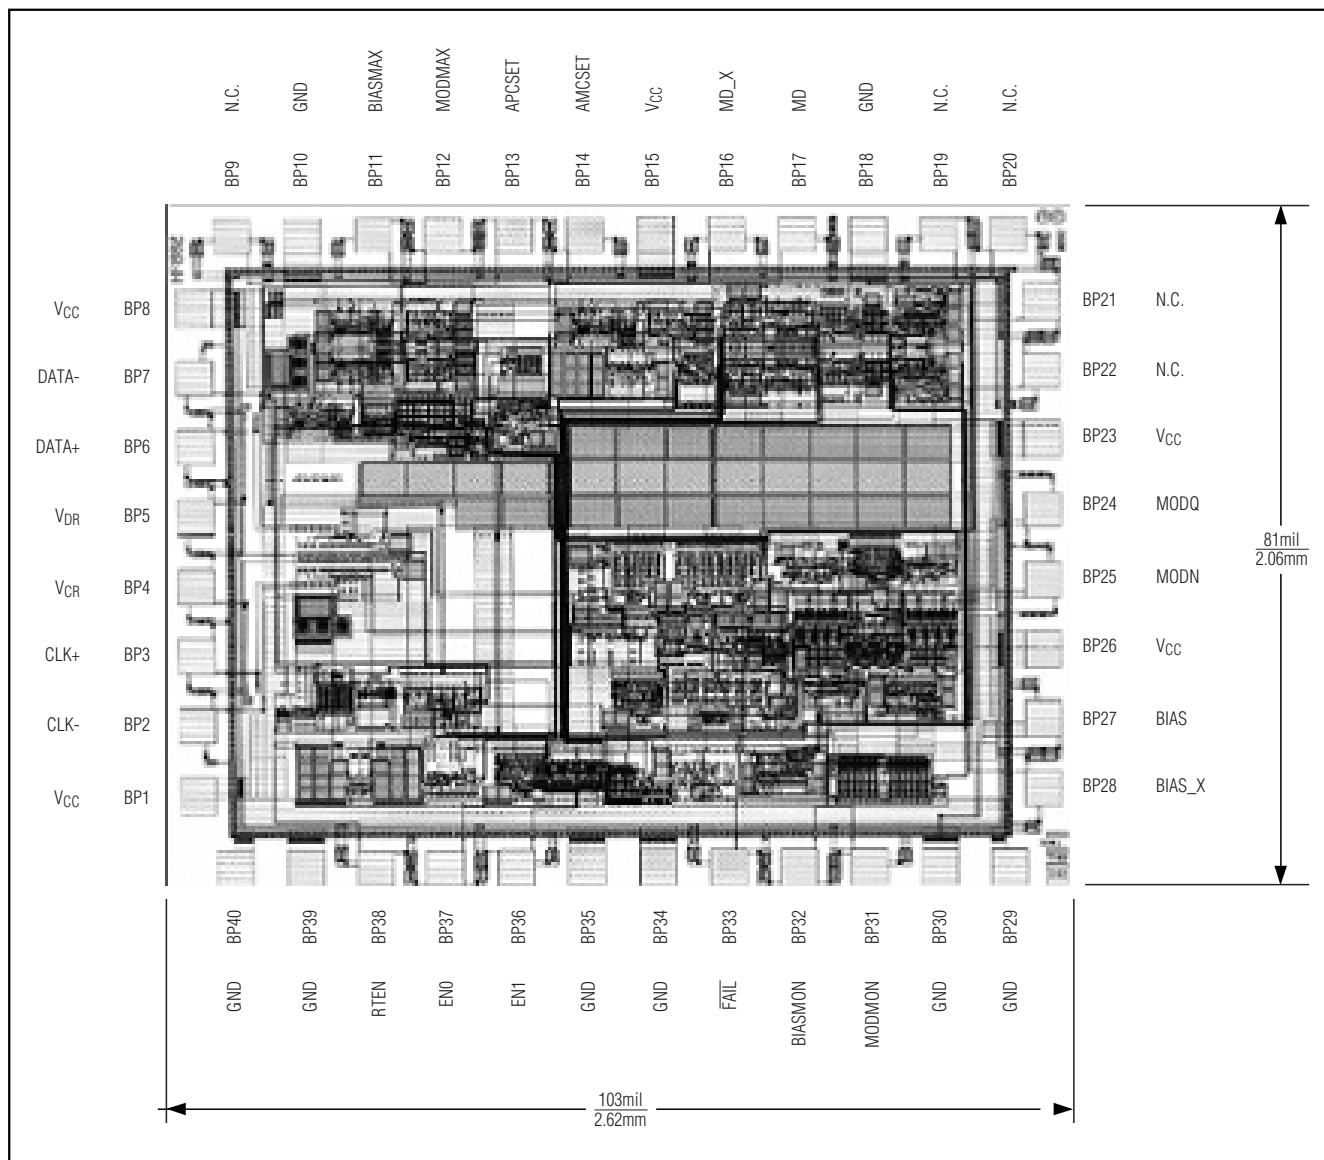 N.C. GND BIASMAX MODMAX APCSET AMCSET VCC MD_X MD GND N.C. N.C.
BP9 BP10 BP11 BP12 BP13 BP14 BP15 BP16 BP17 BP18 BP19 BP20
VCC BP8
DATA- BP7
DATA+ BP6
VDR BP5
VCR BP4
CLK+ BP3
CLK- BP2
VCC BP1
BP21 N.C.
BP22 N.C.
BP23 VCC
BP24 MODQ
BP25 MODN
BP26 VCC
BP27 BIAS
BP28 BIAS_X
81mil
2.06mm
BP40 BP39 BP38 BP37 BP36 BP35 BP34 BP33 BP32 BP31 BP30 BP29
GND GND RTEN EN0 EN1 GND GND FAIL BIASMON MODMON GND GND
103mil
2.62mm